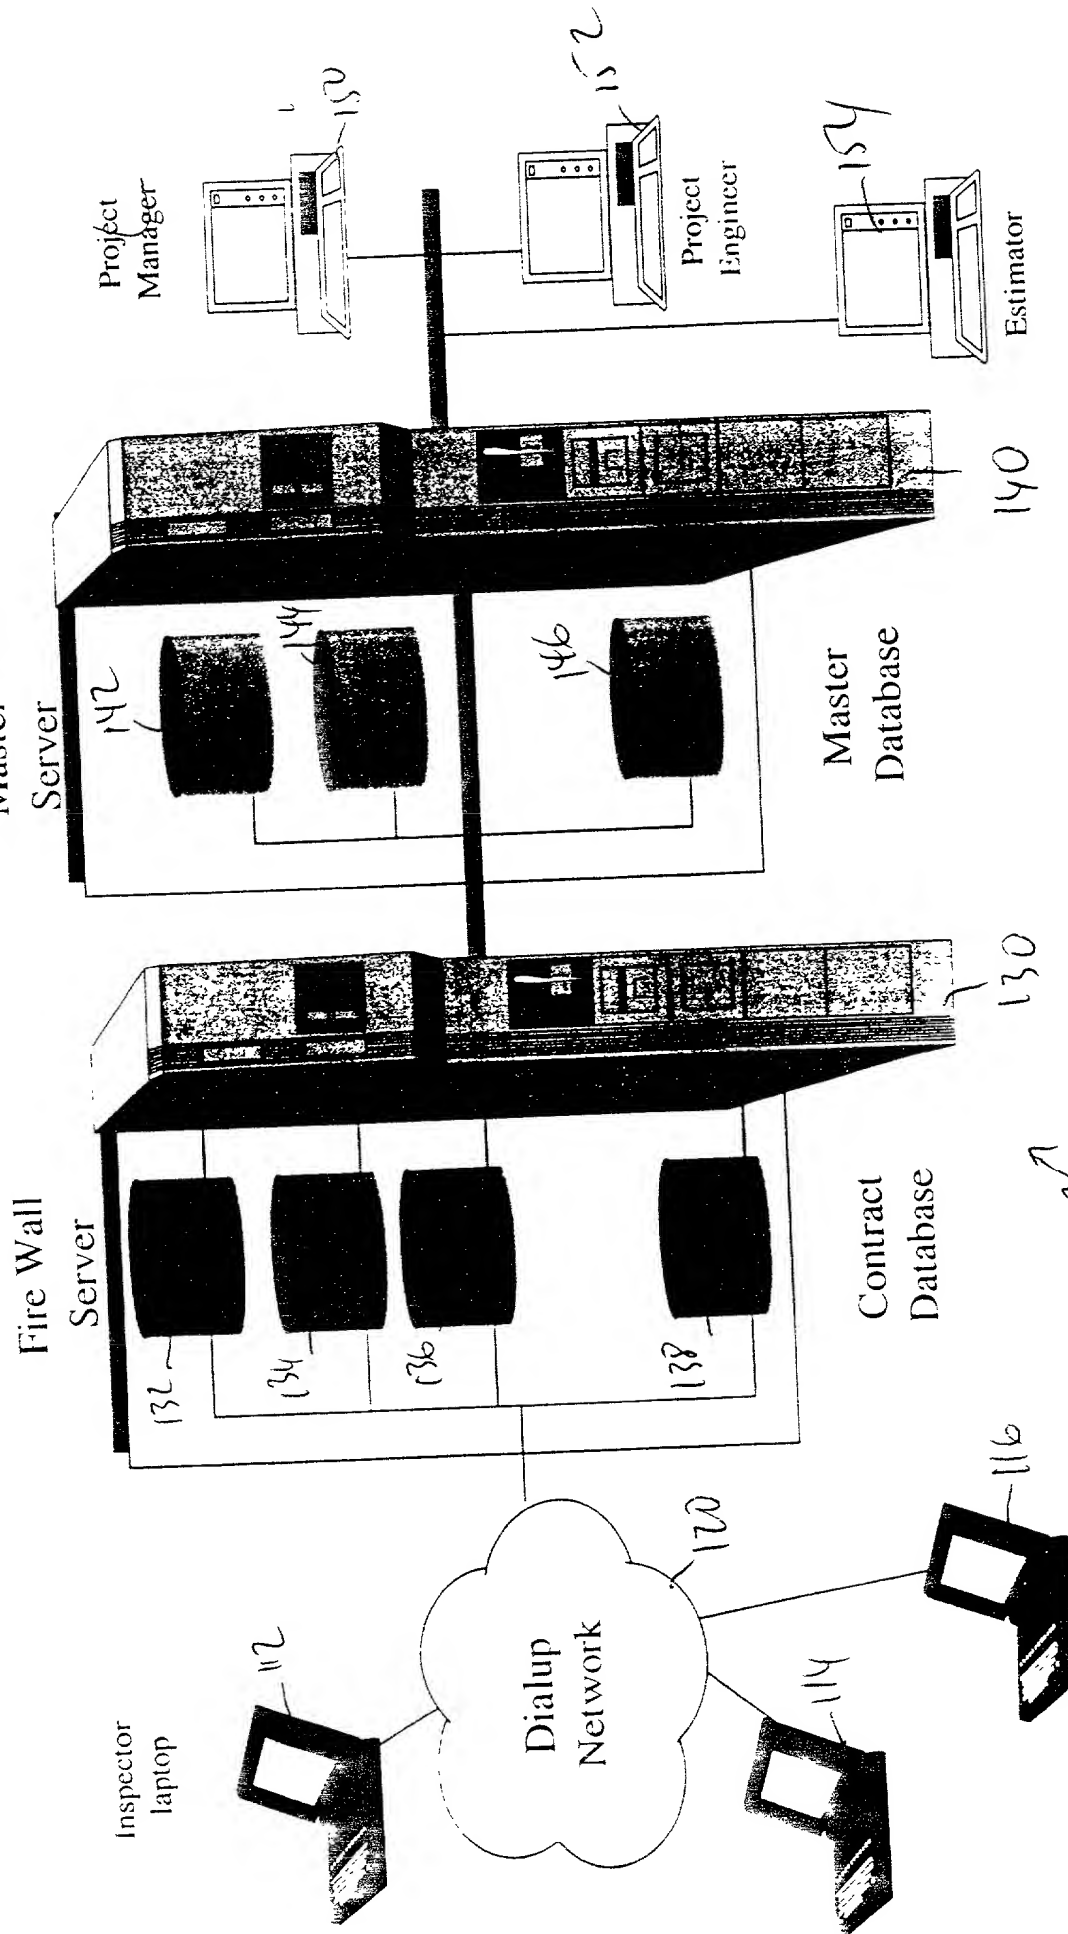 Inspector
laptop
112
Dialup
Network
120
114
116
Fire Wall
Server
132
134
136
138
Contract
Database
130
Server
142
144
146
Master
Database
140
Project
Manager
150
152
Project
Engineer
154
Estimator